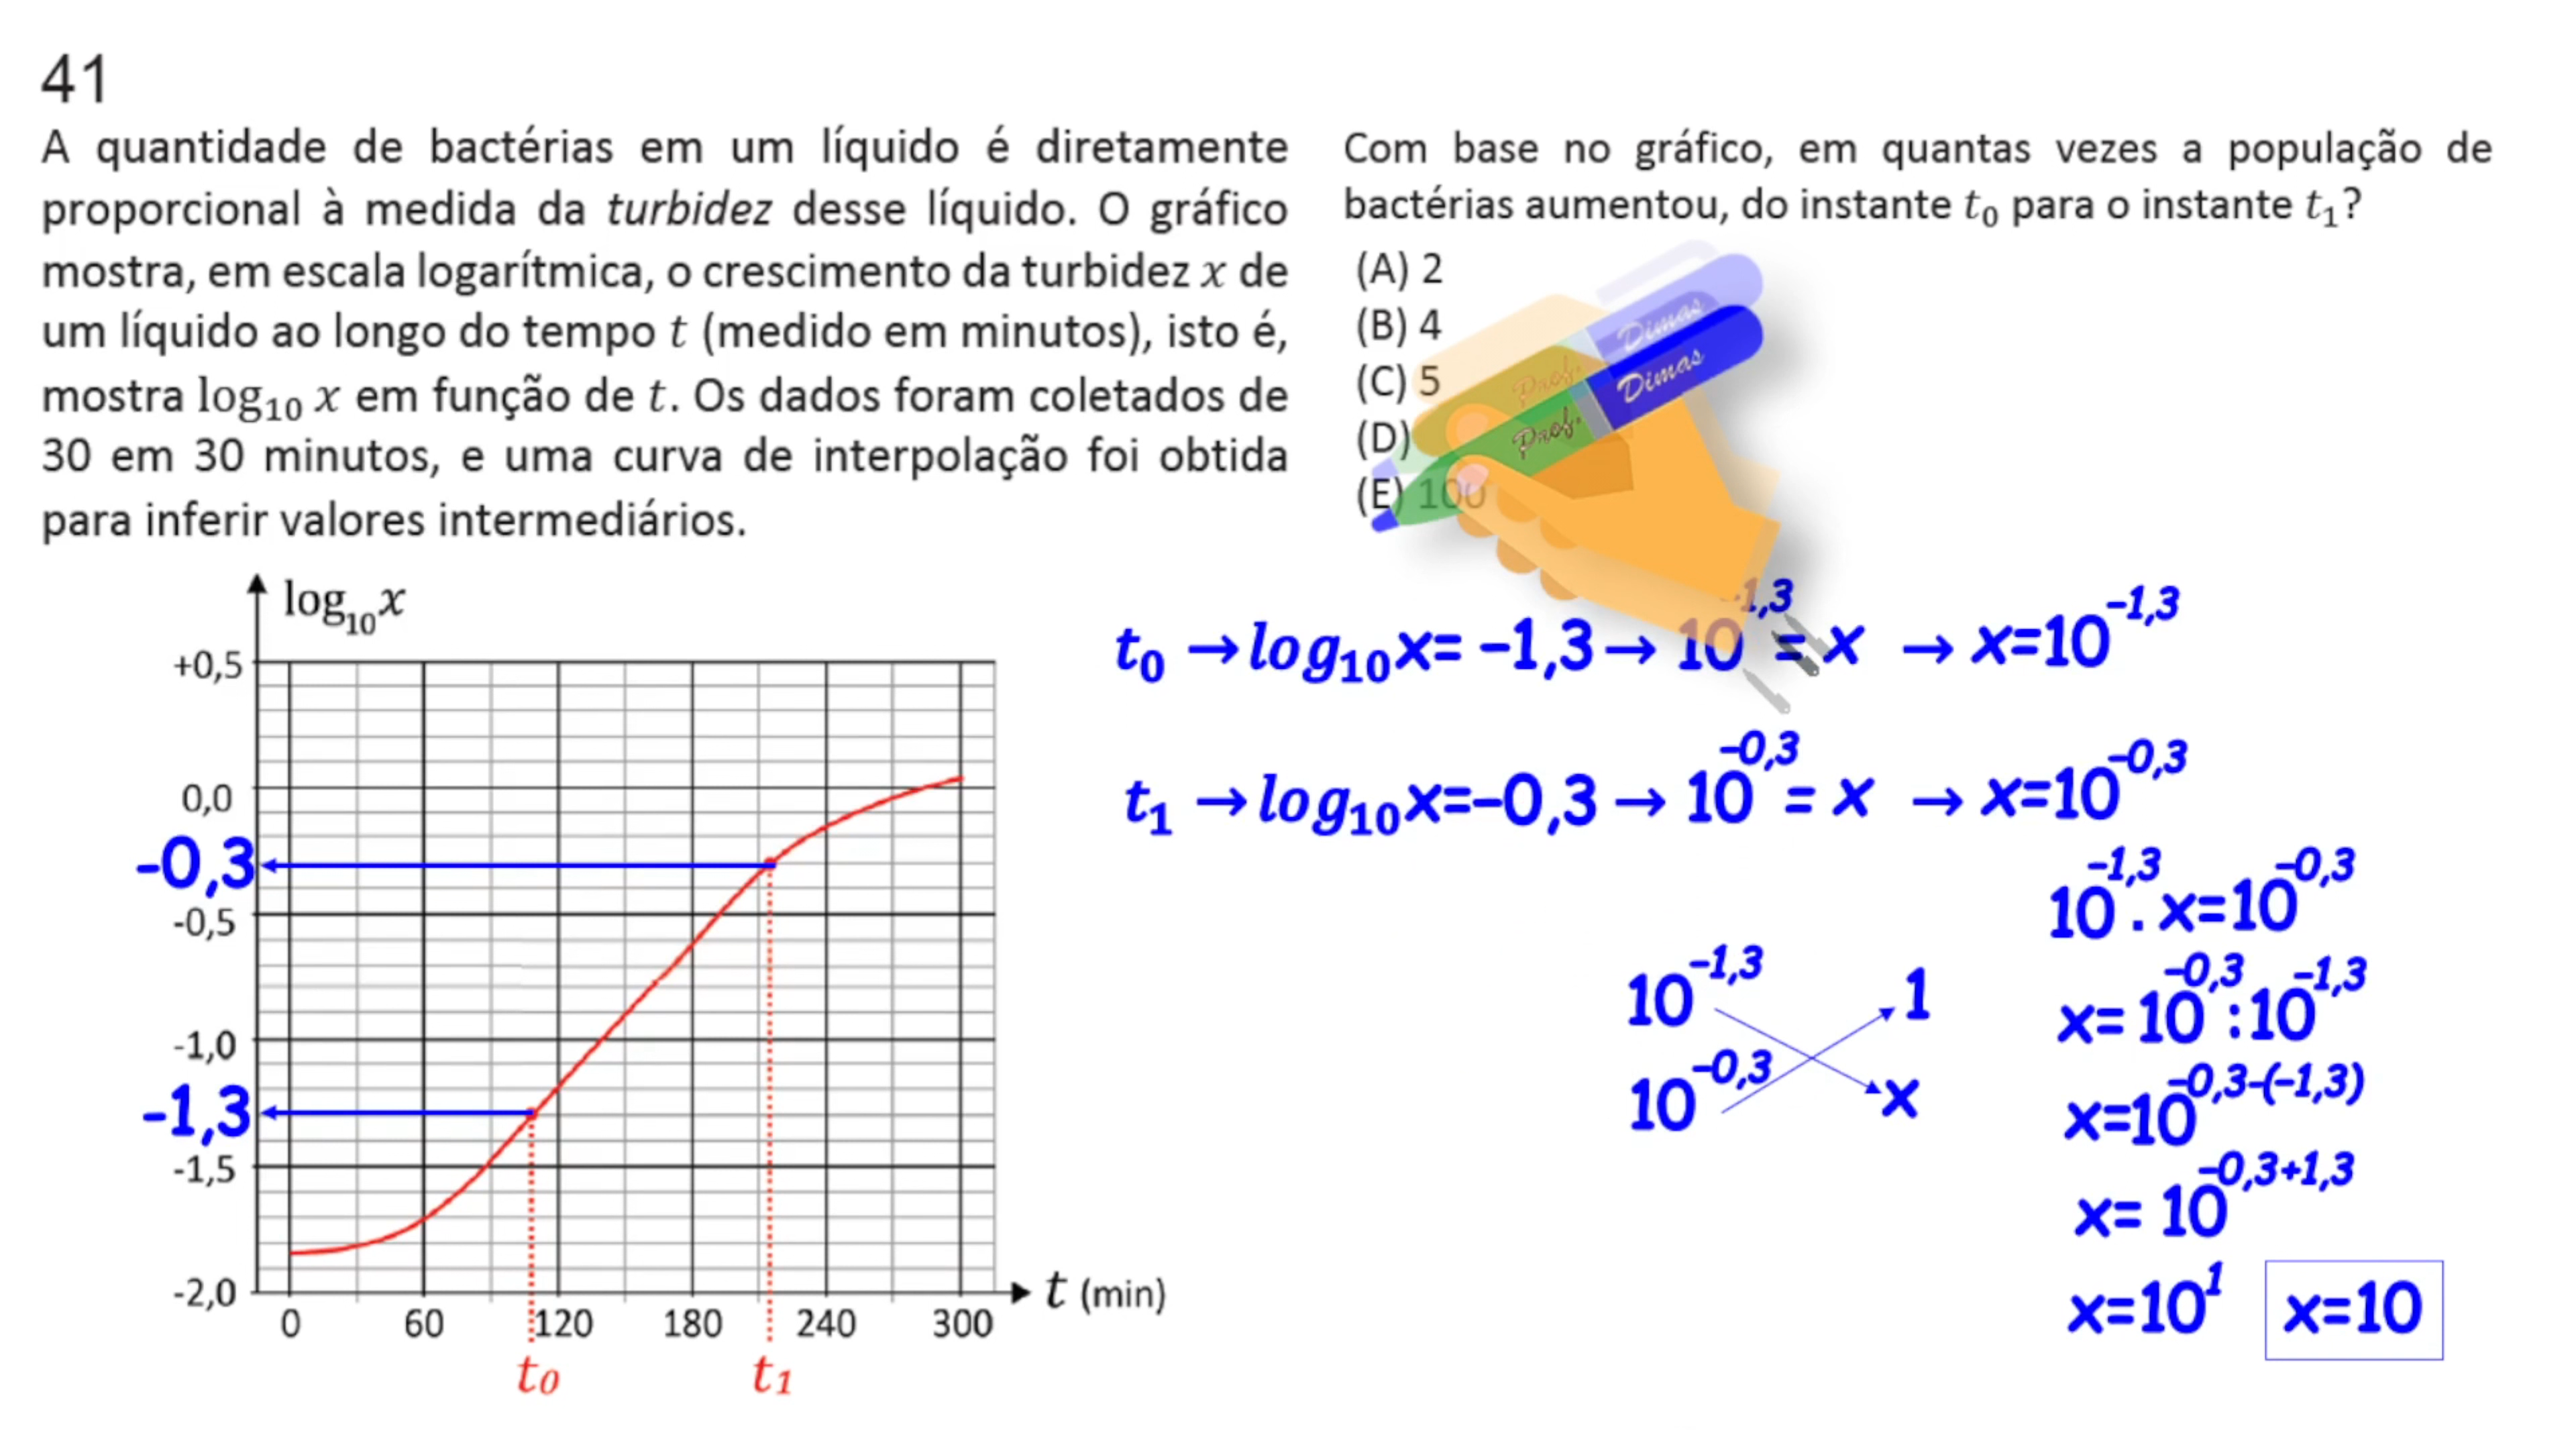 41
A quantidade de bactérias em um líquido é diretamente
proporcional à medida da turbidez desse líquido. O gráfico
mostra, em escala logarítmica, o crescimento da turbidez x de
um líquido ao longo do tempo t (medido em minutos), isto é,
mostra log₁₀ x em função de t. Os dados foram coletados de
30 em 30 minutos, e uma curva de interpolação foi obtida
para inferir valores intermediários.
log₁₀x
+0,5
0,0
-0,3
-0,5
-1,0
-1,3
-1,5
-2,0
0 60 120 180 240 300
t (min)
t₀ t₁
Com base no gráfico, em quantas vezes a população de
bactérias aumentou, do instante t₀ para o instante t₁?
(A) 2
(B) 4
(C) 5
(D)
(E) 100
Prof. Dimas
Prof. Dimas
t₀ → log₁₀x= -1,3 → 10^-1,3 = x → x=10^-1,3
t₁ → log₁₀x=-0,3 → 10^-0,3 = x → x=10^-0,3
10^-1,3 1
10^-0,3 x
10^-1,3 . x=10^-0,3
x= 10^-0,3 : 10^-1,3
x=10^-0,3-(-1,3)
x= 10^-0,3+1,3
x=10^1
x=10